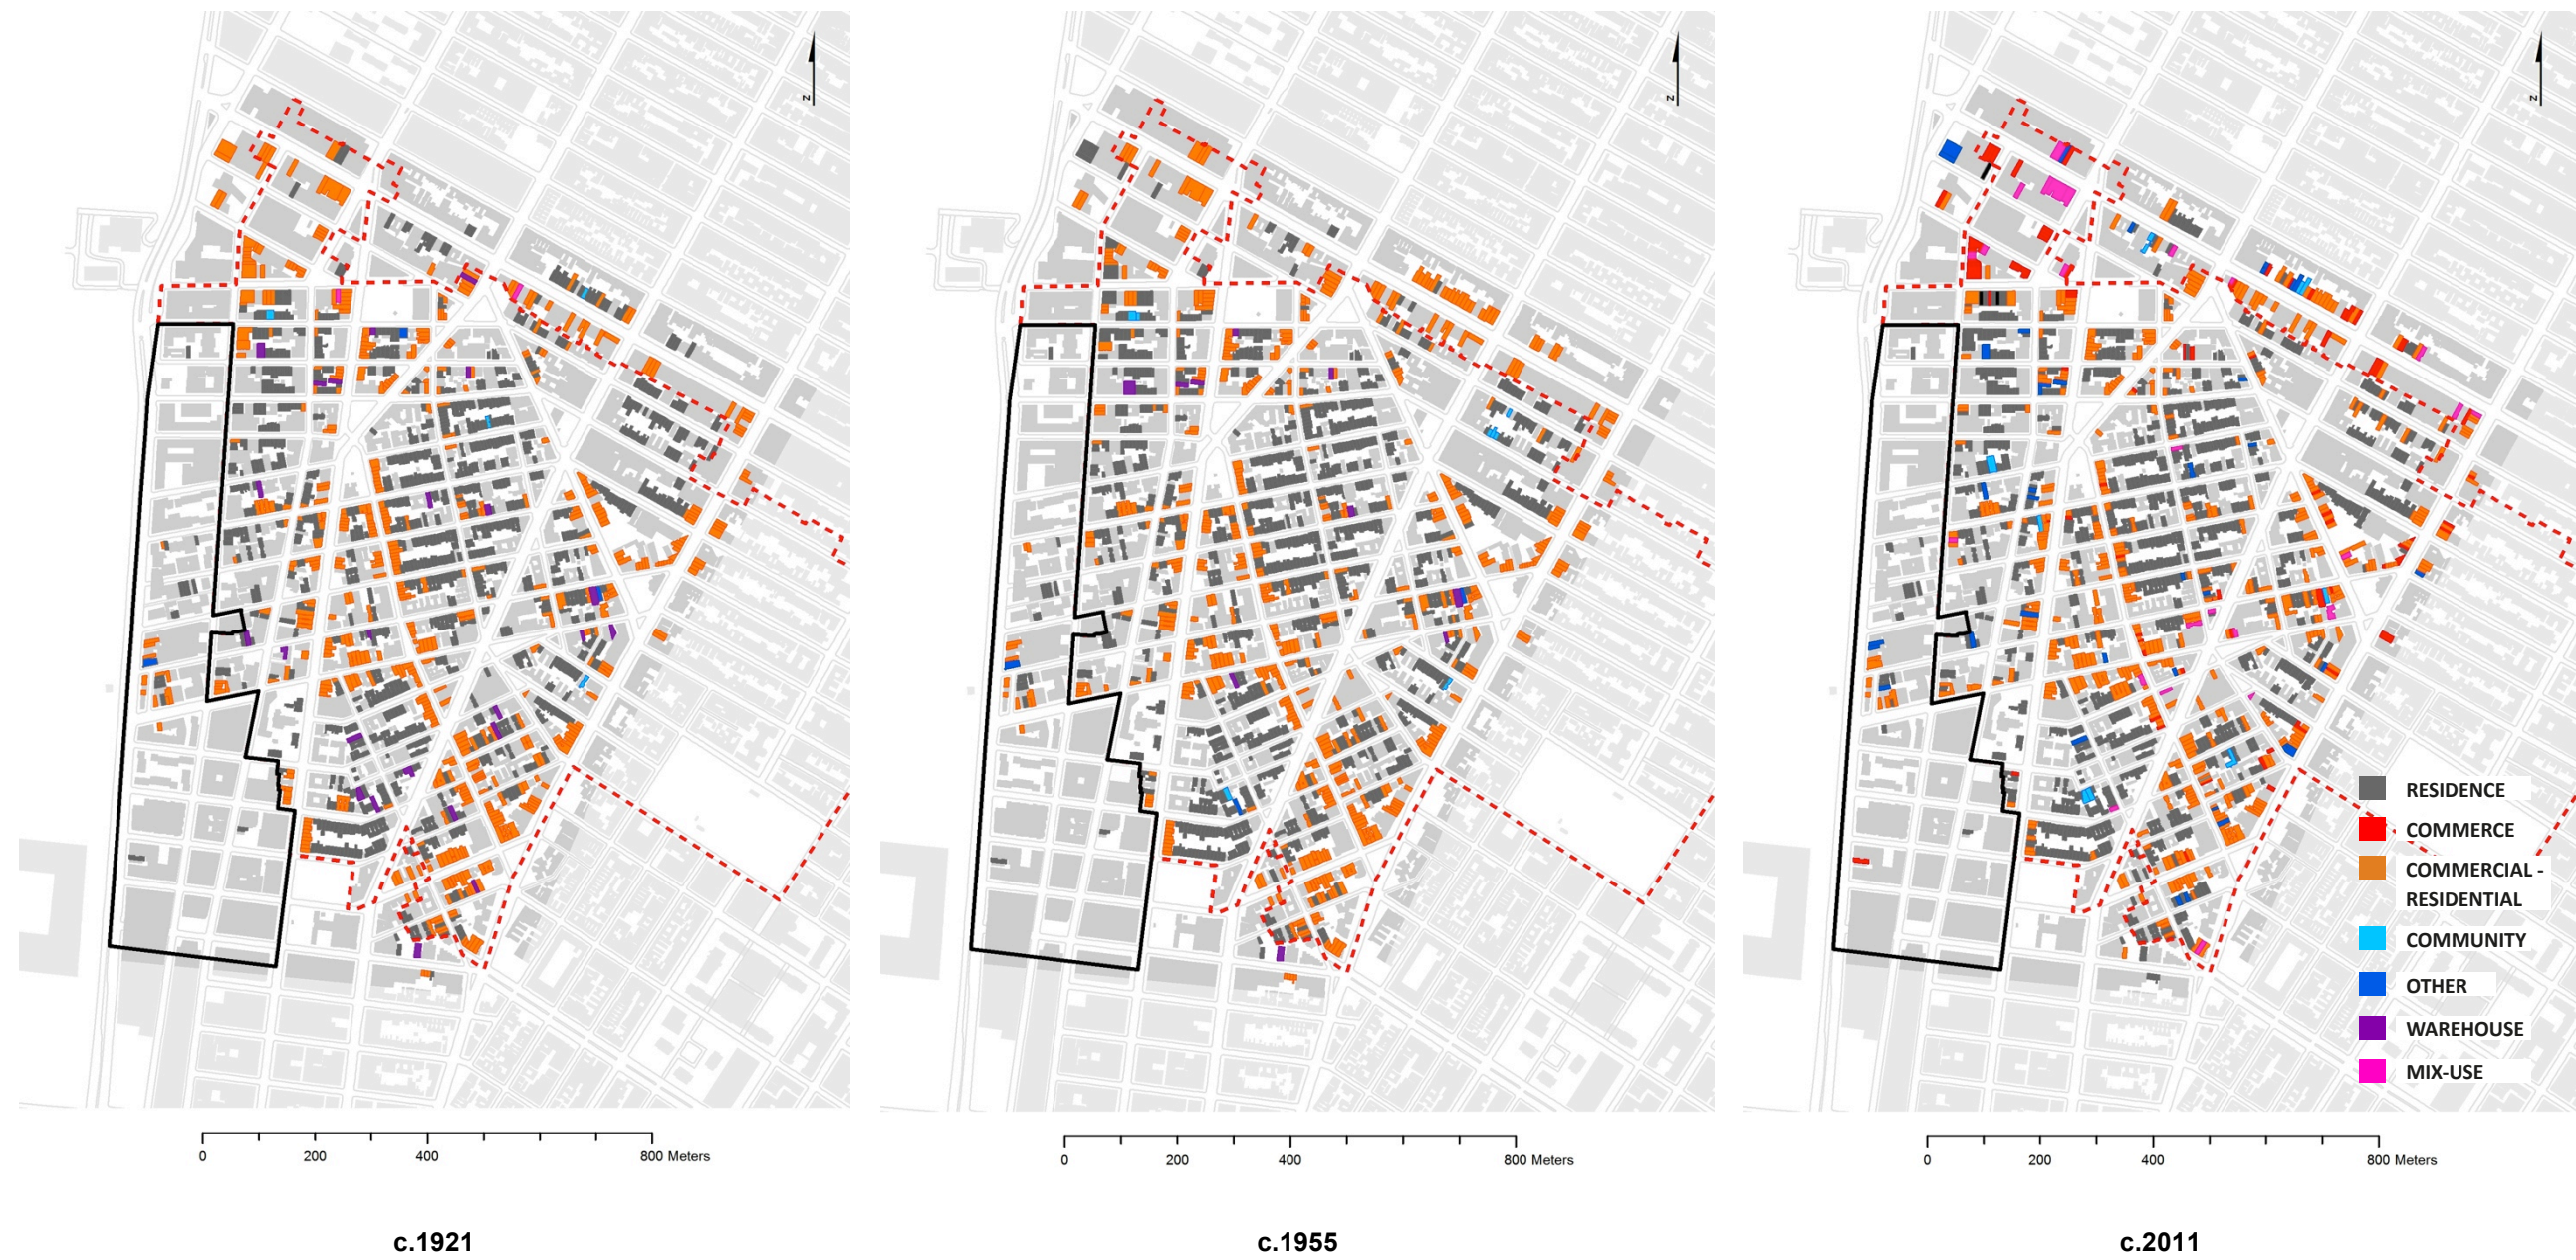 N
N
N
RESIDENCE
COMMERCE
COMMERCIAL -
RESIDENTIAL
COMMUNITY
OTHER
WAREHOUSE
MIX-USE
0 200 400 800 Meters
0 200 400 800 Meters
0 200 400 800 Meters
c.1921
c.1955
c.2011